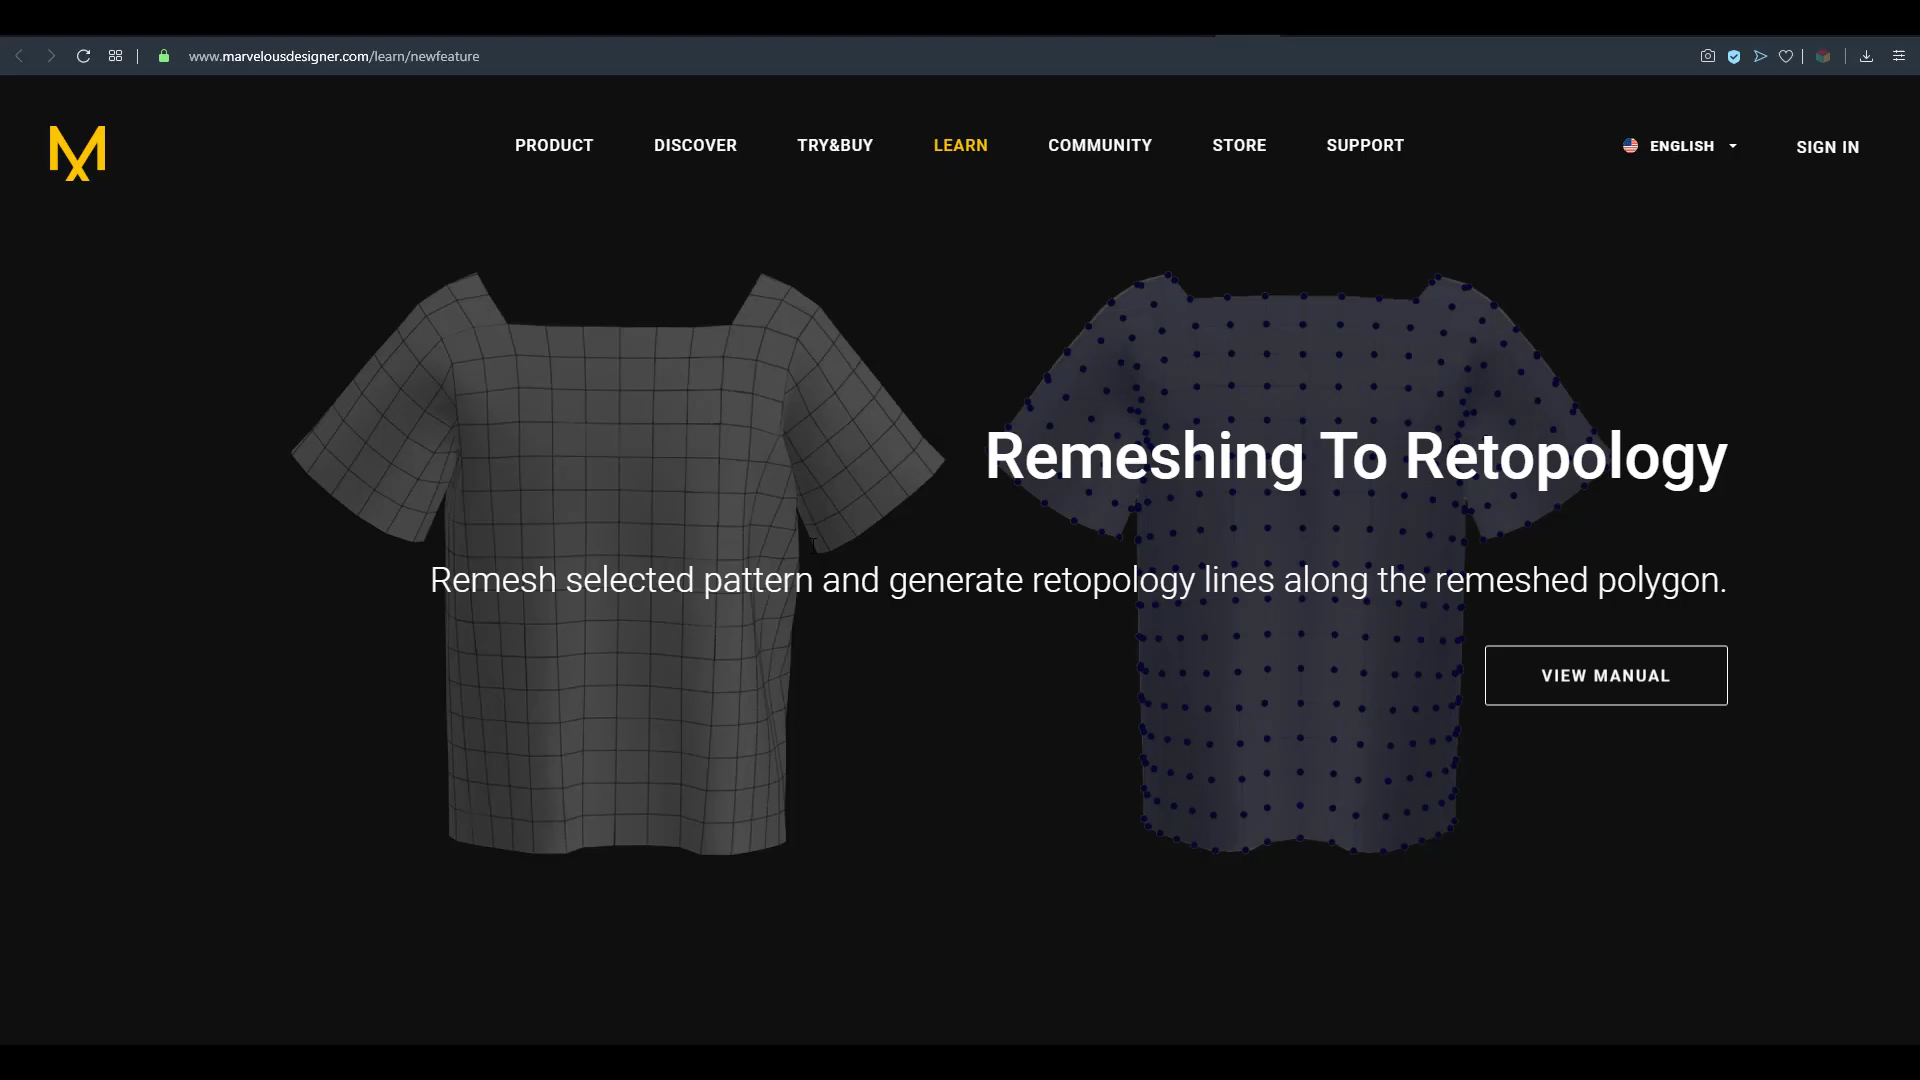 www.marvelousdesigner.com/learn/newfeature
PRODUCT DISCOVER TRY&BUY LEARN COMMUNITY STORE SUPPORT ENGLISH SIGN IN
Remeshing To Retopology
Remesh selected pattern and generate retopology lines along the remeshed polygon.
VIEW MANUAL